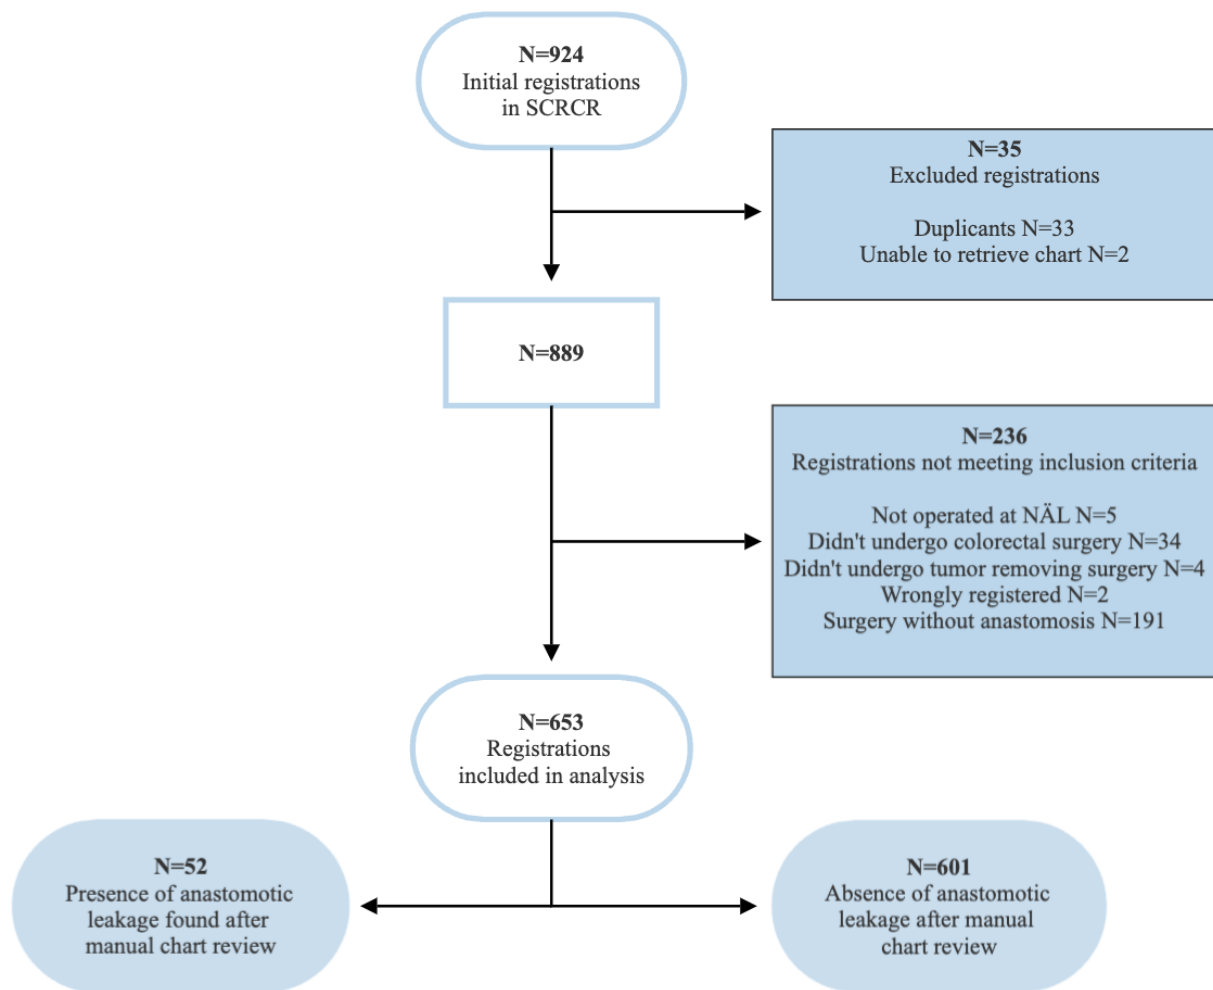 N=924
Initial registrations
in SCRCR
N=35
Excluded registrations
Duplicants N=33
Unable to retrieve chart N=2
N=889
N=236
Registrations not meeting inclusion criteria
Not operated at NÄL N=5
Didn't undergo colorectal surgery N=34
Didn't undergo tumor removing surgery N=4
Wrongly registered N=2
Surgery without anastomosis N=191
N=653
Registrations
included in analysis
N=52
Presence of anastomotic
leakage found after
manual chart review
N=601
Absence of anastomotic
leakage after manual
chart review